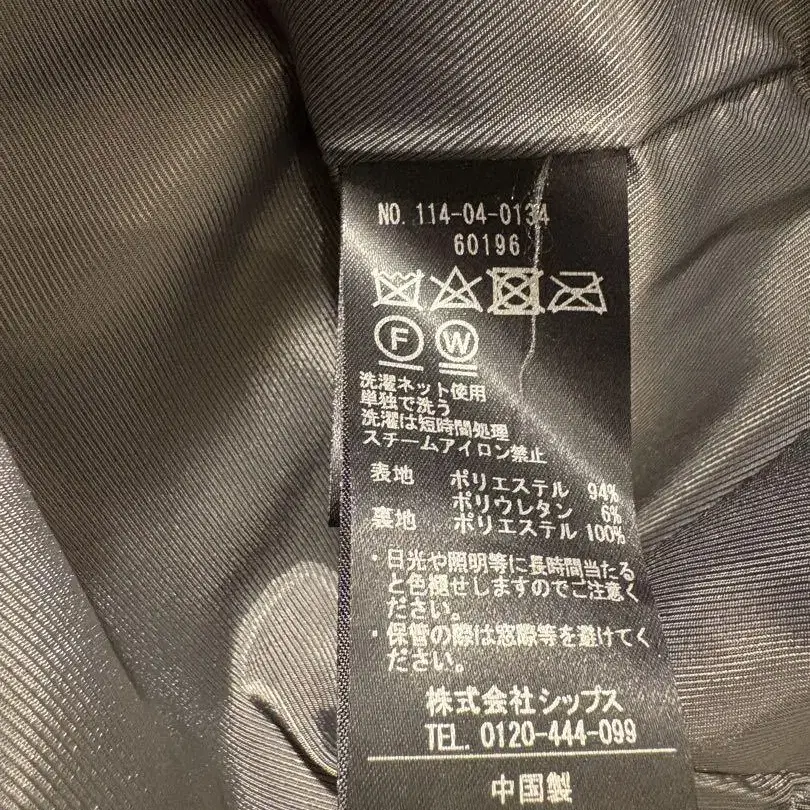 NO. 114-04-0134
60196
F W
洗濯ネット使用
単独で洗う
洗濯は短時間処理
スチームアイロン禁止
表地 ポリエステル 94%
ポリウレタン 6%
裏地 ポリエステル 100%
・日光や照明等に長時間当たる
と色褪せしますのでご注意く
ださい。
・保管の際は窓際等を避けてく
ださい。
株式会社シップス
TEL. 0120-444-099
中国製